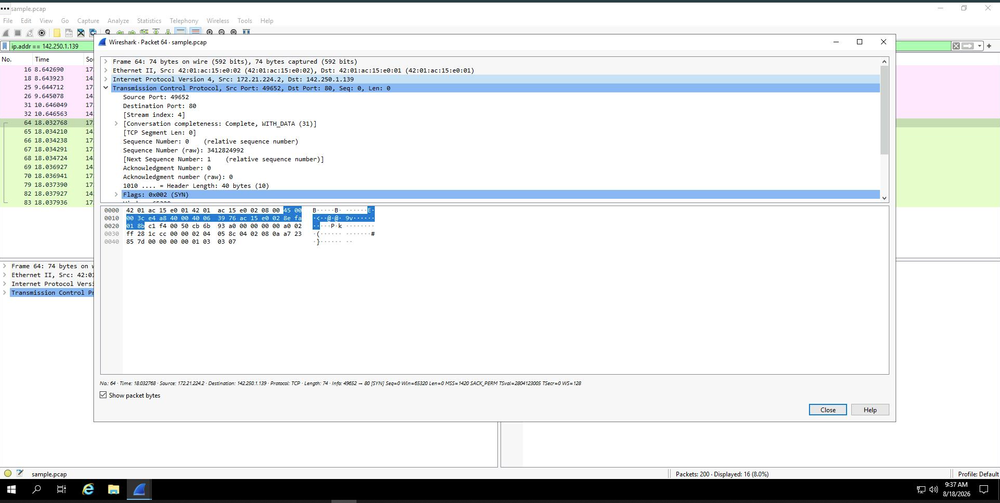 sample.pcap
File Edit View Go Capture Analyze Statistics Telephony Wireless Tools Help
ip.addr == 142.250.1.139
No. Time So
16 8.642690 17
18 8.643923 14
25 9.644712 17
26 9.645078 14
31 10.646049 17
32 10.646563 14
64 18.032768 17
65 18.034210 14
66 18.034238 17
67 18.034291 17
68 18.034724 14
69 18.036927 14
70 18.036941 17
79 18.037390 17
82 18.037927 14
83 18.037936 17
Frame 64: 74 bytes on
Ethernet II, Src: 42:01
Internet Protocol Versi
Transmission Control Pr
Wireshark · Packet 64 · sample.pcap
Frame 64: 74 bytes on wire (592 bits), 74 bytes captured (592 bits)
Ethernet II, Src: 42:01:ac:15:e0:02 (42:01:ac:15:e0:02), Dst: 42:01:ac:15:e0:01 (42:01:ac:15:e0:01)
Internet Protocol Version 4, Src: 172.21.224.2, Dst: 142.250.1.139
Transmission Control Protocol, Src Port: 49652, Dst Port: 80, Seq: 0, Len: 0
Source Port: 49652
Destination Port: 80
[Stream index: 4]
[Conversation completeness: Complete, WITH_DATA (31)]
[TCP Segment Len: 0]
Sequence Number: 0 (relative sequence number)
Sequence Number (raw): 3412824992
[Next Sequence Number: 1 (relative sequence number)]
Acknowledgment Number: 0
Acknowledgment number (raw): 0
1010 .... = Header Length: 40 bytes (10)
Flags: 0x002 (SYN)
0000 42 01 ac 15 e0 01 42 01 ac 15 e0 02 08 00 45 00 B·····B· ······E·
0010 00 3c e4 a8 40 00 40 06 39 76 ac 15 e0 02 8e fa ·<··@·@· 9v······
0020 01 8b c1 f4 00 50 cb 6b 93 a0 00 00 00 00 a0 02 ·····P·k ········
0030 ff 28 1c cc 00 00 02 04 05 8c 04 02 08 0a a7 23 ·(······ ·······#
0040 85 7d 00 00 00 00 01 03 03 07 ·}······ ··
No.: 64 · Time: 18.032768 · Source: 172.21.224.2 · Destination: 142.250.1.139 · Protocol: TCP · Length: 74 · Info: 49652 → 80 [SYN] Seq=0 Win=65320 Len=0 MSS=1420 SACK_PERM TSval=2804123005 TSecr=0 WS=128
Show packet bytes
Close Help
sample.pcap Packets: 200 · Displayed: 16 (8.0%) Profile: Default
9:37 AM
8/18/2026